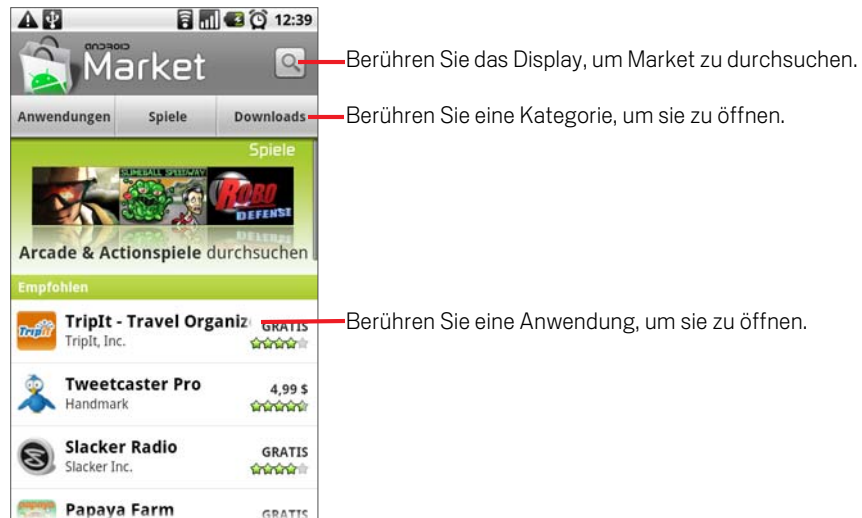 12:39
ANDROID
Market
Berühren Sie das Display, um Market zu durchsuchen.
Anwendungen Spiele Downloads
Berühren Sie eine Kategorie, um sie zu öffnen.
Spiele
SLIMEBALL SPEEDWAY
ROBO
DEFENSE
Arcade & Actionspiele durchsuchen
Empfohlen
TripIt - Travel Organiz GRATIS
TripIt
TripIt, Inc.
Berühren Sie eine Anwendung, um sie zu öffnen.
Tweetcaster Pro 4,99 $
Handmark
Slacker Radio GRATIS
Slacker Inc.
Papaya Farm GRATIS